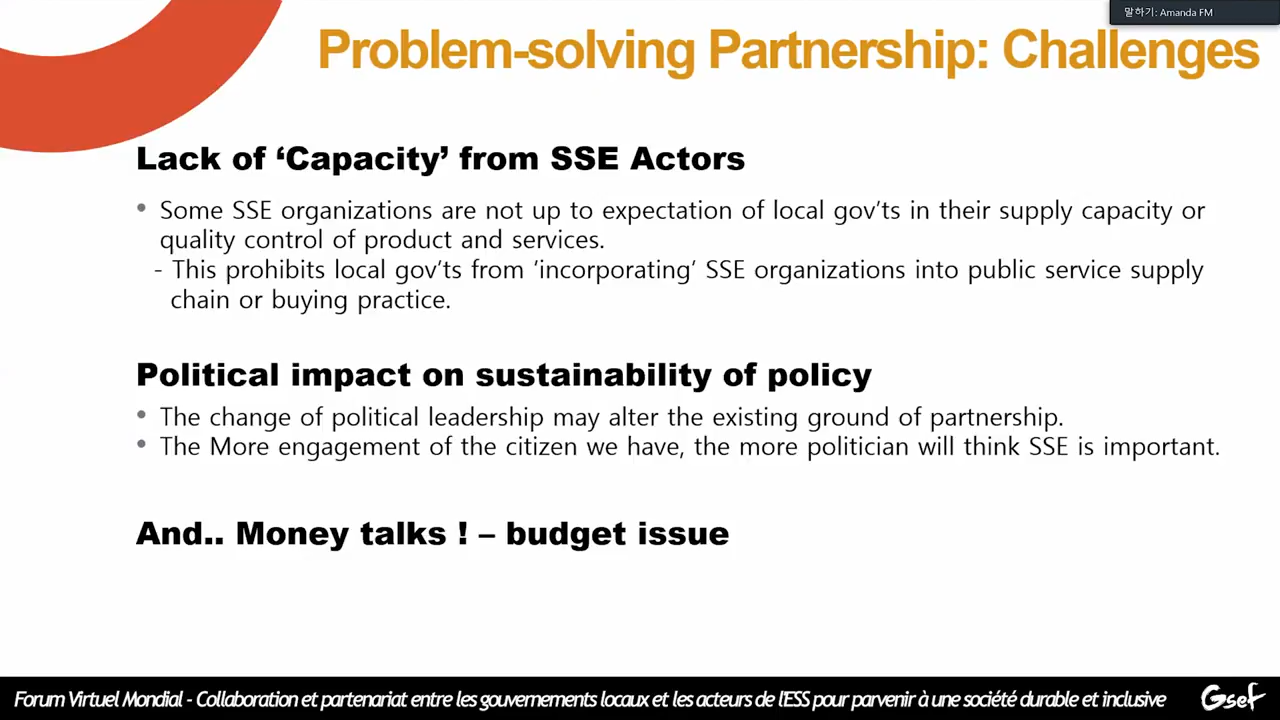 말하기: Amanda FM
Problem-solving Partnership: Challenges
Lack of ‘Capacity’ from SSE Actors
• Some SSE organizations are not up to expectation of local gov’ts in their supply capacity or
quality control of product and services.
- This prohibits local gov’ts from ‘incorporating‘ SSE organizations into public service supply
chain or buying practice.
Political impact on sustainability of policy
• The change of political leadership may alter the existing ground of partnership.
• The More engagement of the citizen we have, the more politician will think SSE is important.
And.. Money talks ! – budget issue
Forum Virtuel Mondial - Collaboration et partenariat entre les gouvernements locaux et les acteurs de l'ESS pour parvenir à une société durable et inclusive
Gsef